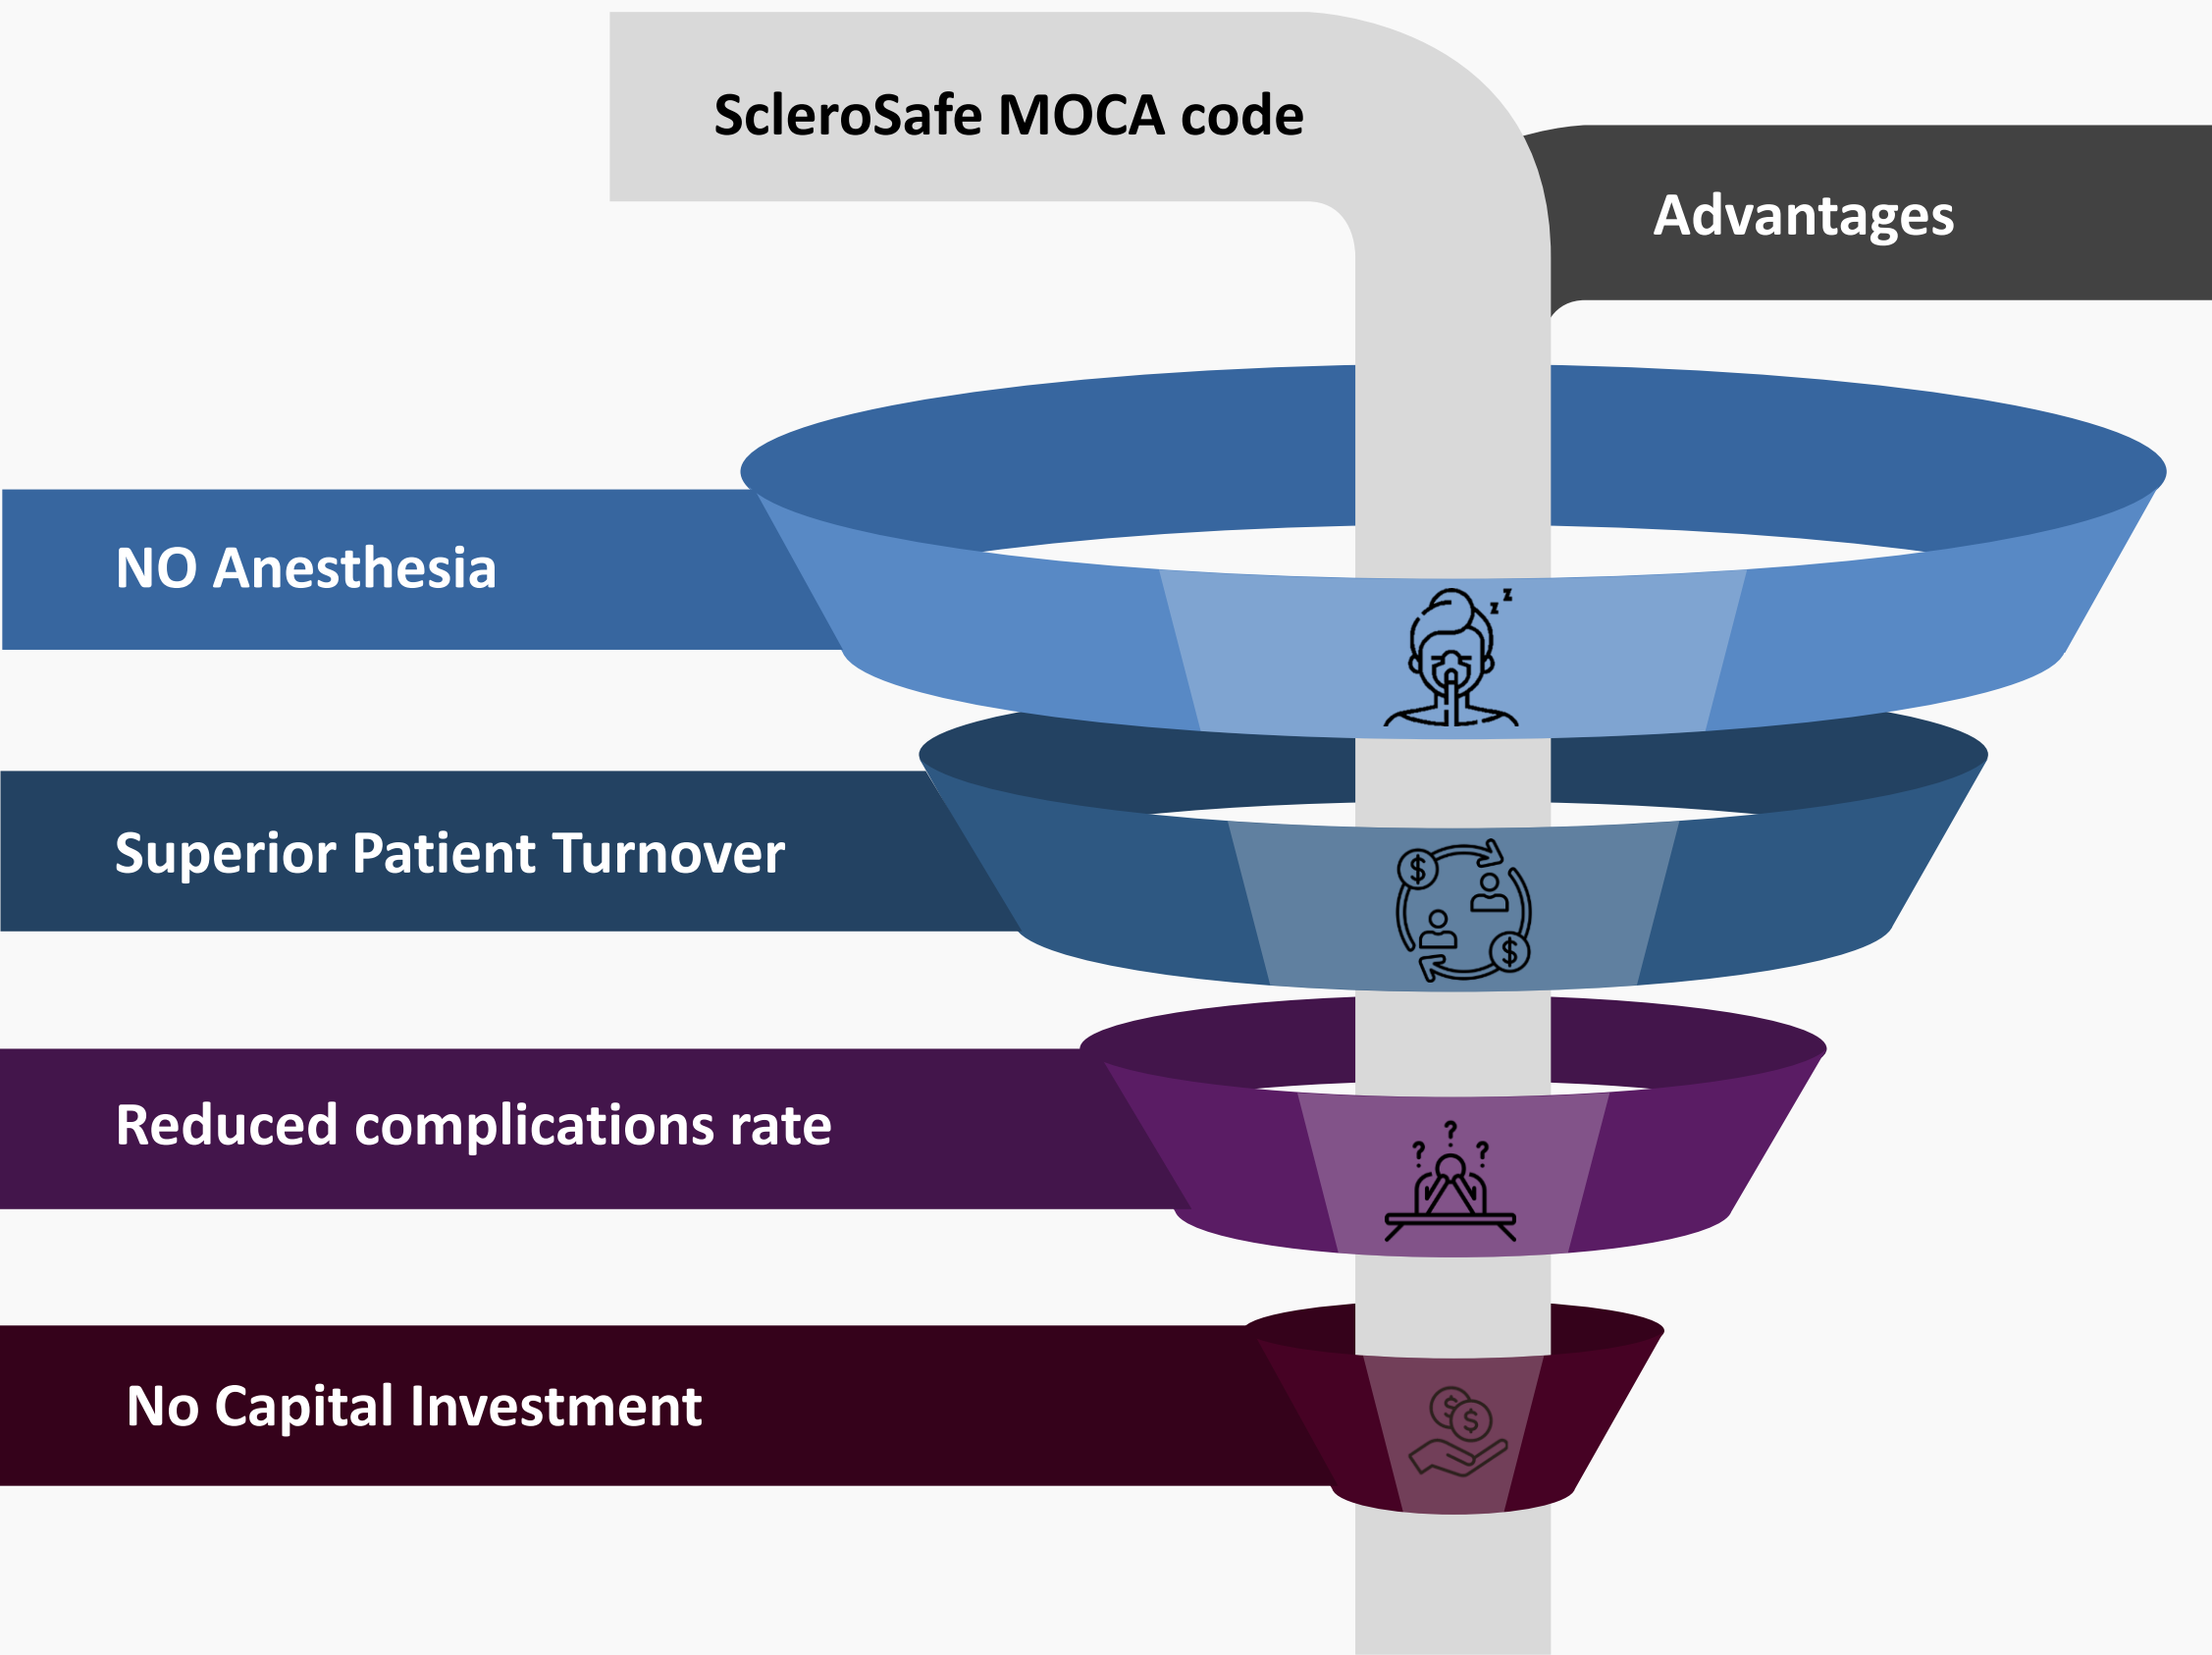 ScleroSafe MOCA code
Advantages
NO Anesthesia
z z
Superior Patient Turnover
$
$
Reduced complications rate
? ? ?
No Capital Investment
$ $